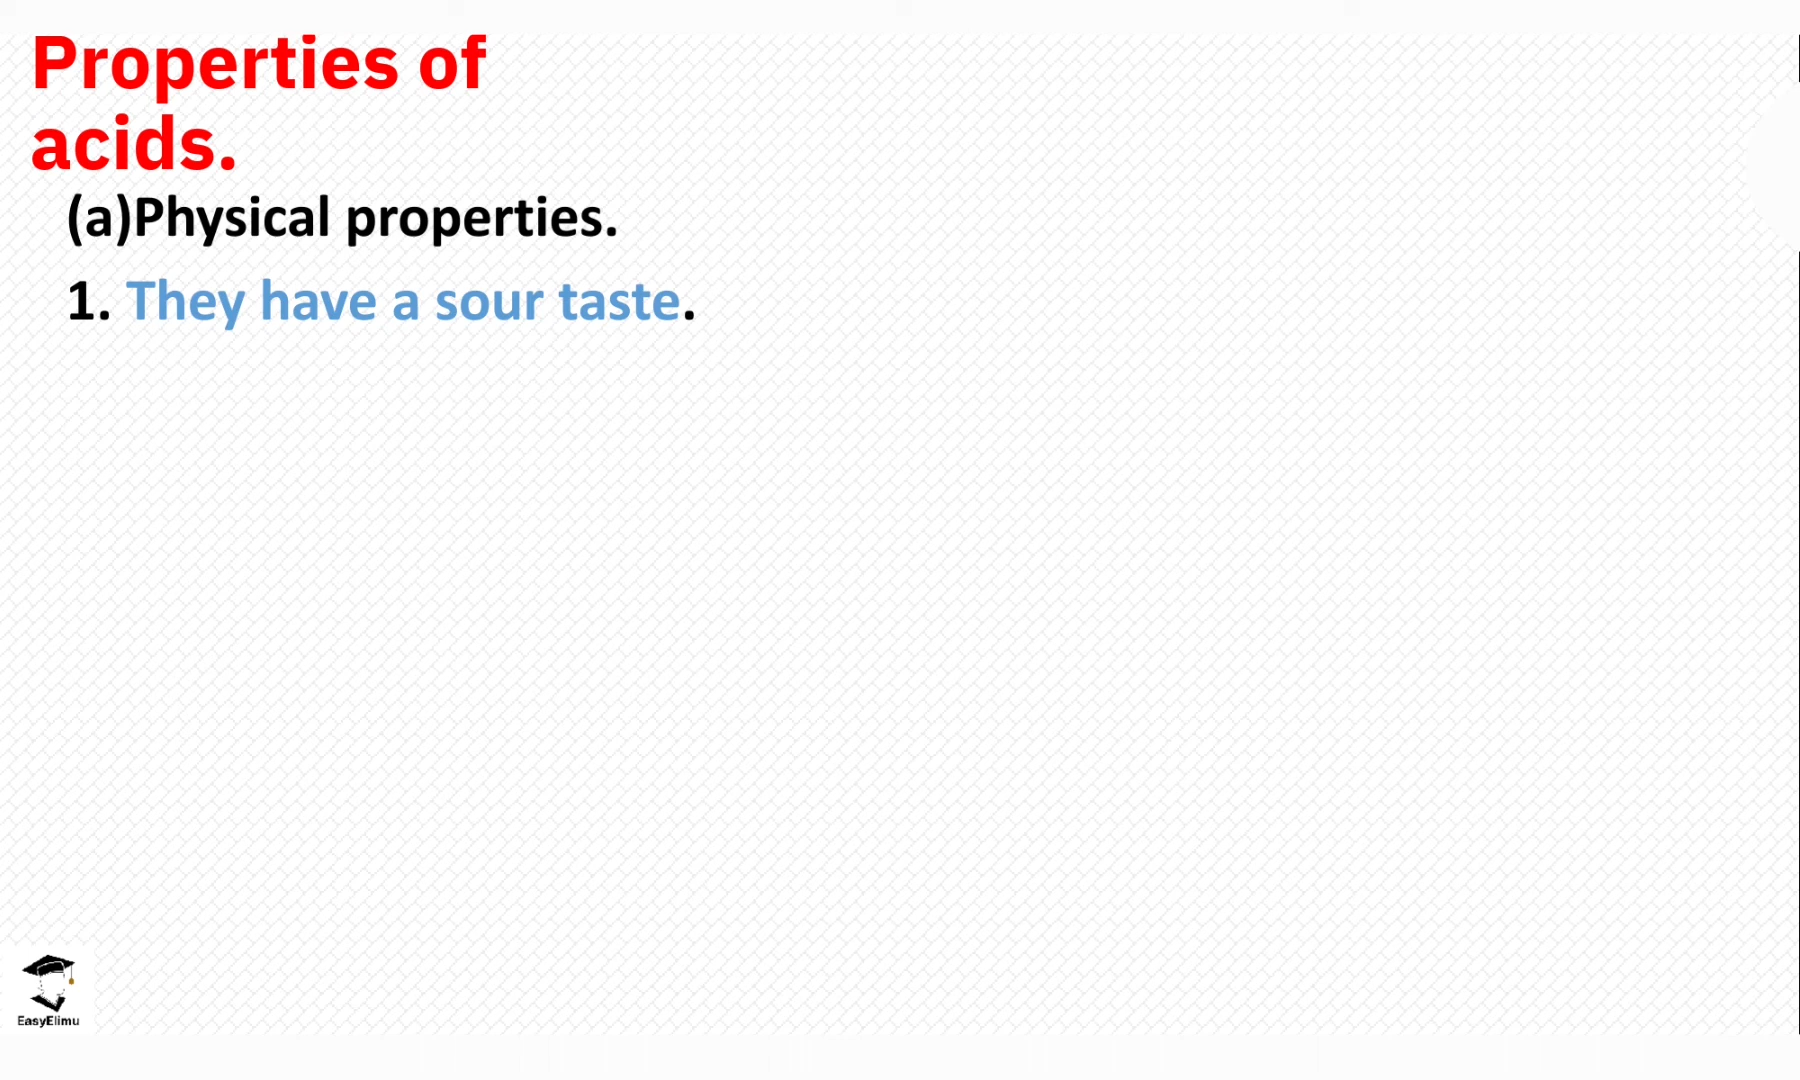 Properties of
acids.
(a)Physical properties.
1. They have a sour taste.
EasyElimu